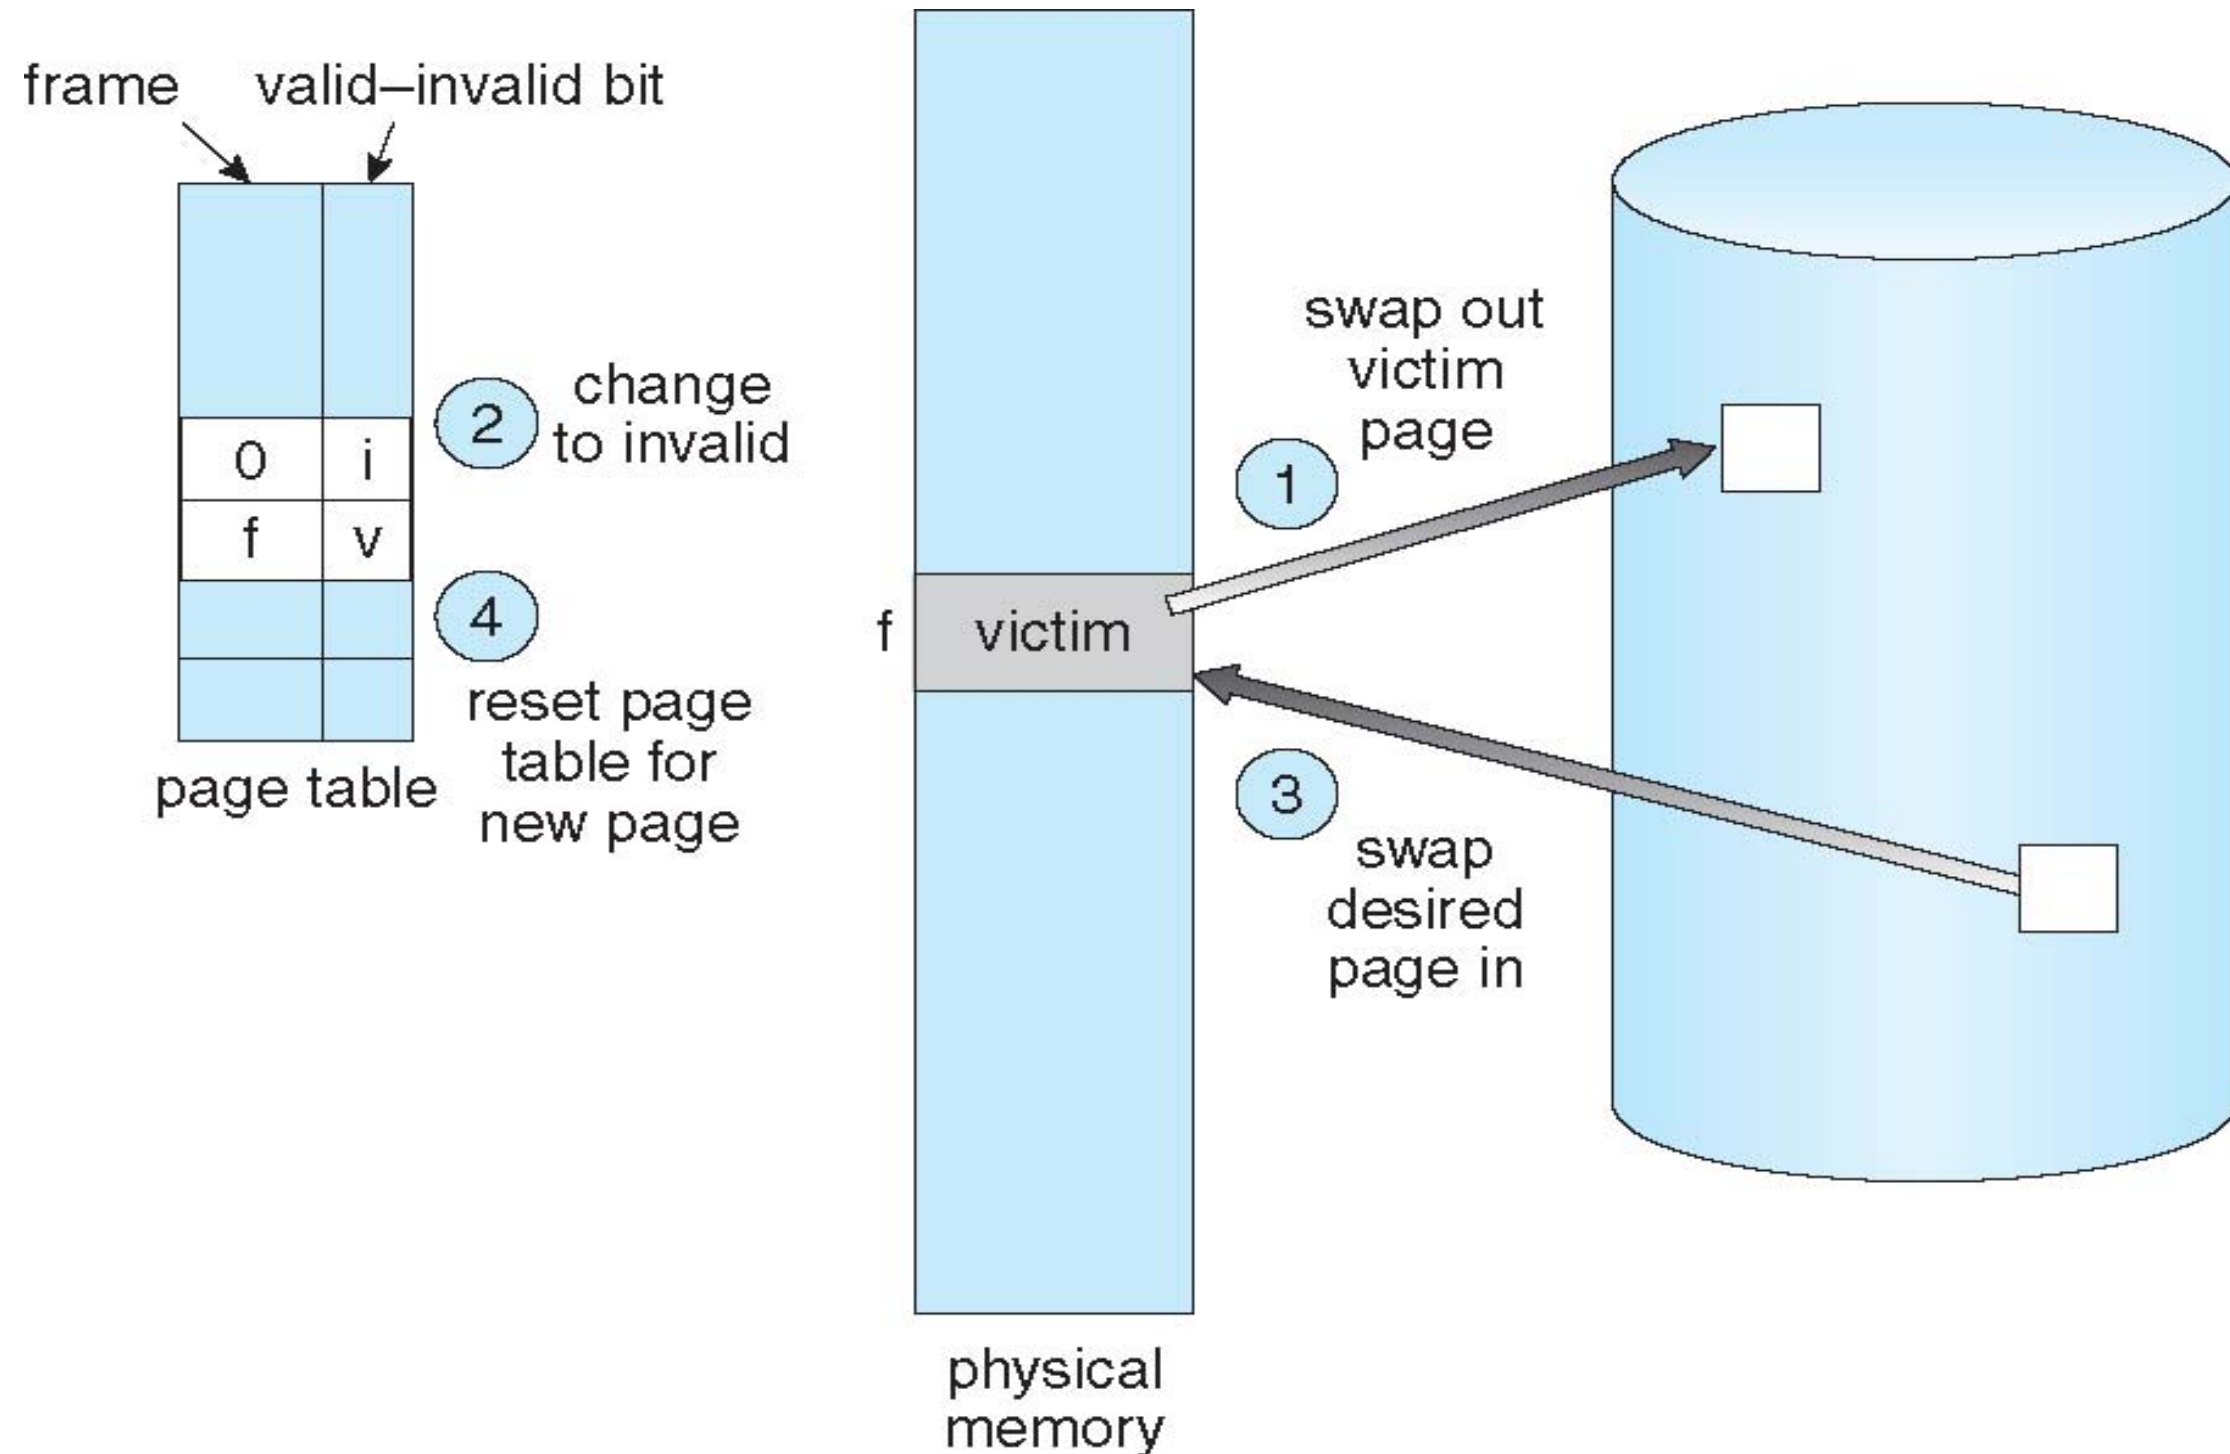 frame
valid–invalid bit
0 i
f v
2
change
to invalid
4
reset page
table for
new page
page table
f
victim
1
swap out
victim
page
3
swap
desired
page in
physical
memory